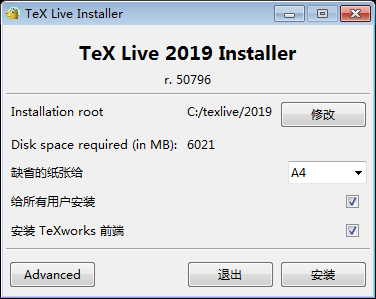 TeX Live Installer
TeX Live 2019 Installer
r. 50796
Installation root C:/texlive/2019 修改
Disk space required (in MB): 6021
缺省的纸张给 A4
给所有用户安装
安装 TeXworks 前端
Advanced 退出 安装